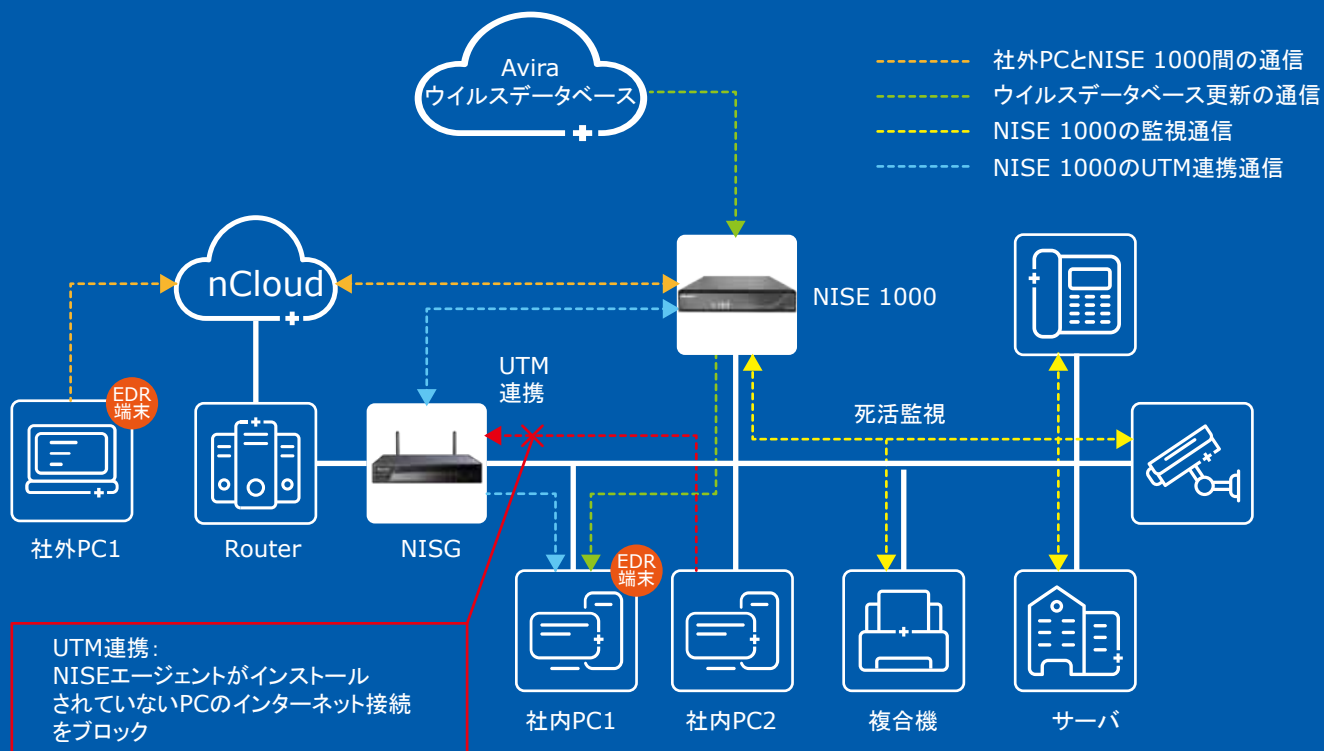 Avira
ウイルスデータベース
社外PCとNISE 1000間の通信
ウイルスデータベース更新の通信
NISE 1000の監視通信
NISE 1000のUTM連携通信
nCloud
NISE 1000
UTM
連携
EDR
端末
死活監視
社外PC1
Router
NISG
EDR
端末
UTM連携:
NISEエージェントがインストール
されていないPCのインターネット接続
をブロック
社内PC1
社内PC2
複合機
サーバ